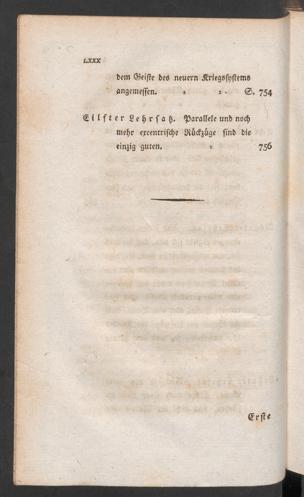 LXXX
dem Geiste des neuern Kriegssystems
angemessen. = = = S. 754
Eilfter Lehrsatz. Parallele und noch
mehr excentrische Rückzüge sind die
einzig guten. = 756
Erste